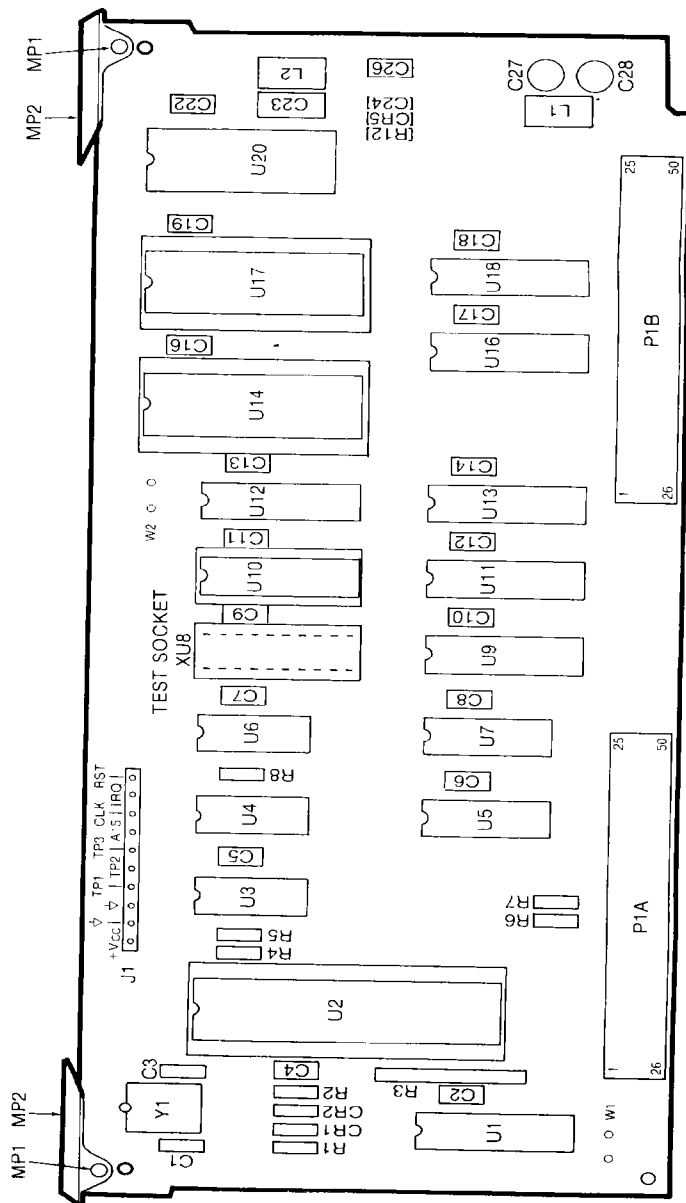 MP1
MP2
C22
L2
C23
C26
C24
CR5
R12
C27
C28
L1
U20
C19
U17
C18
U18
C17
U16
C16
U14
25
50
P1B
1
26
W2
C13
U12
C14
U13
C11
U10
C12
U11
TEST SOCKET
XU8
C9
C10
U9
C7
U6
C8
U7
R8
U4
C6
U5
C5
U3
TP1 TP3 CLK RST
+Vcc TP2 A15 IRQ
J1
R5
R4
R7
R6
25
50
P1A
1
26
U2
C3
Y1
C1
C4
R2
CR2
CR1
R1
R3
C2
U1
W1
MP2
MP1